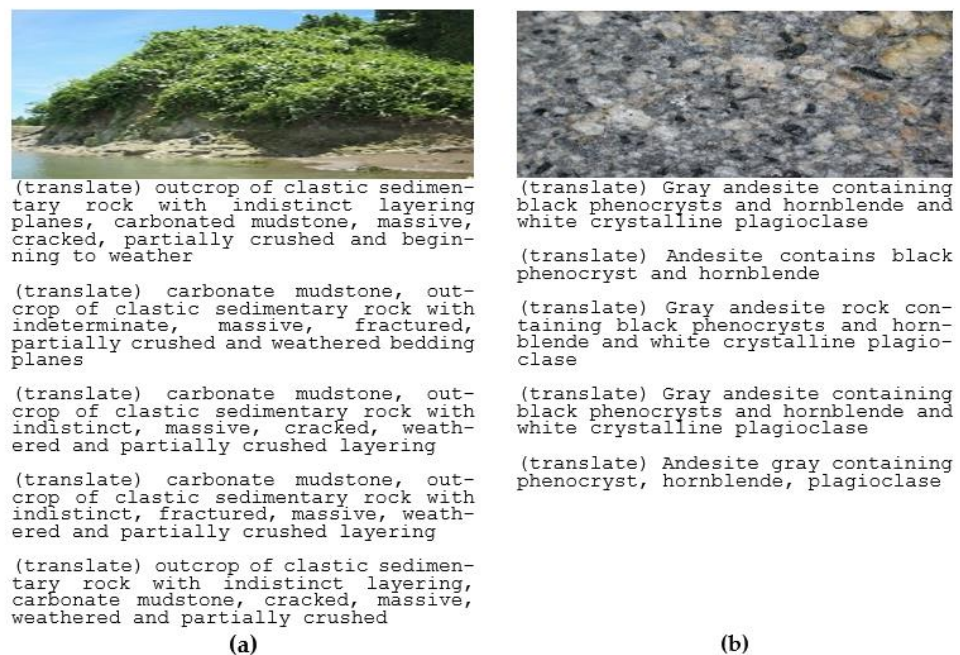 (translate) outcrop of clastic sedimen-
tary rock with indistinct layering
planes, carbonated mudstone, massive,
cracked, partially crushed and begin-
ning to weather
(translate) carbonate mudstone, out-
crop of clastic sedimentary rock with
indeterminate, massive, fractured,
partially crushed and weathered bedding
planes
(translate) carbonate mudstone, out-
crop of clastic sedimentary rock with
indistinct, massive, cracked, weath-
ered and partially crushed layering
(translate) carbonate mudstone, out-
crop of clastic sedimentary rock with
indistinct, fractured, massive, weath-
ered and partially crushed layering
(translate) outcrop of clastic sedimen-
tary rock with indistinct layering,
carbonate mudstone, cracked, massive,
weathered and partially crushed
(a)
(translate) Gray andesite containing
black phenocrysts and hornblende and
white crystalline plagioclase
(translate) Andesite contains black
phenocryst and hornblende
(translate) Gray andesite rock con-
taining black phenocrysts and horn-
blende and white crystalline plagio-
clase
(translate) Gray andesite containing
black phenocrysts and hornblende and
white crystalline plagioclase
(translate) Andesite gray containing
phenocryst, hornblende, plagioclase
(b)